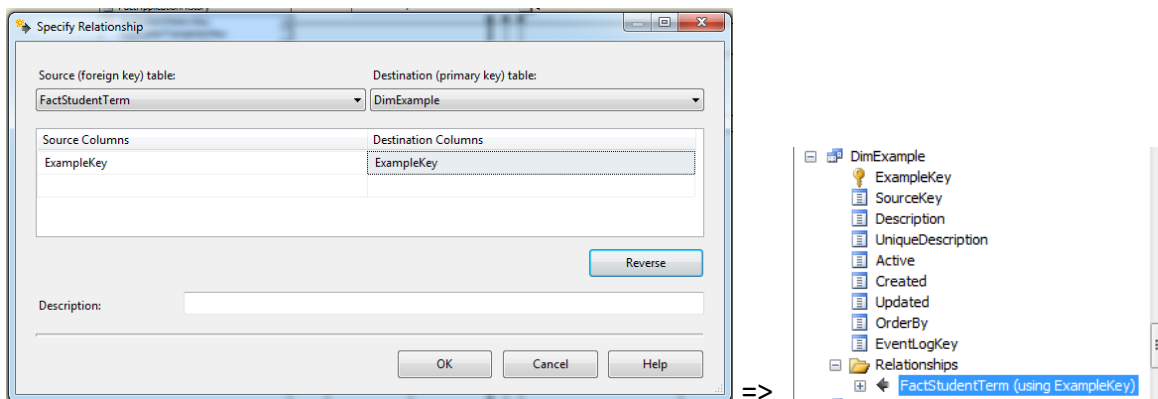 Specify Relationship
Source (foreign key) table: Destination (primary key) table:
FactStudentTerm DimExample
Source Columns Destination Columns
ExampleKey ExampleKey
Reverse
Description:
OK Cancel Help
=>
DimExample
ExampleKey
SourceKey
Description
UniqueDescription
Active
Created
Updated
OrderBy
EventLogKey
Relationships
FactStudentTerm (using ExampleKey)